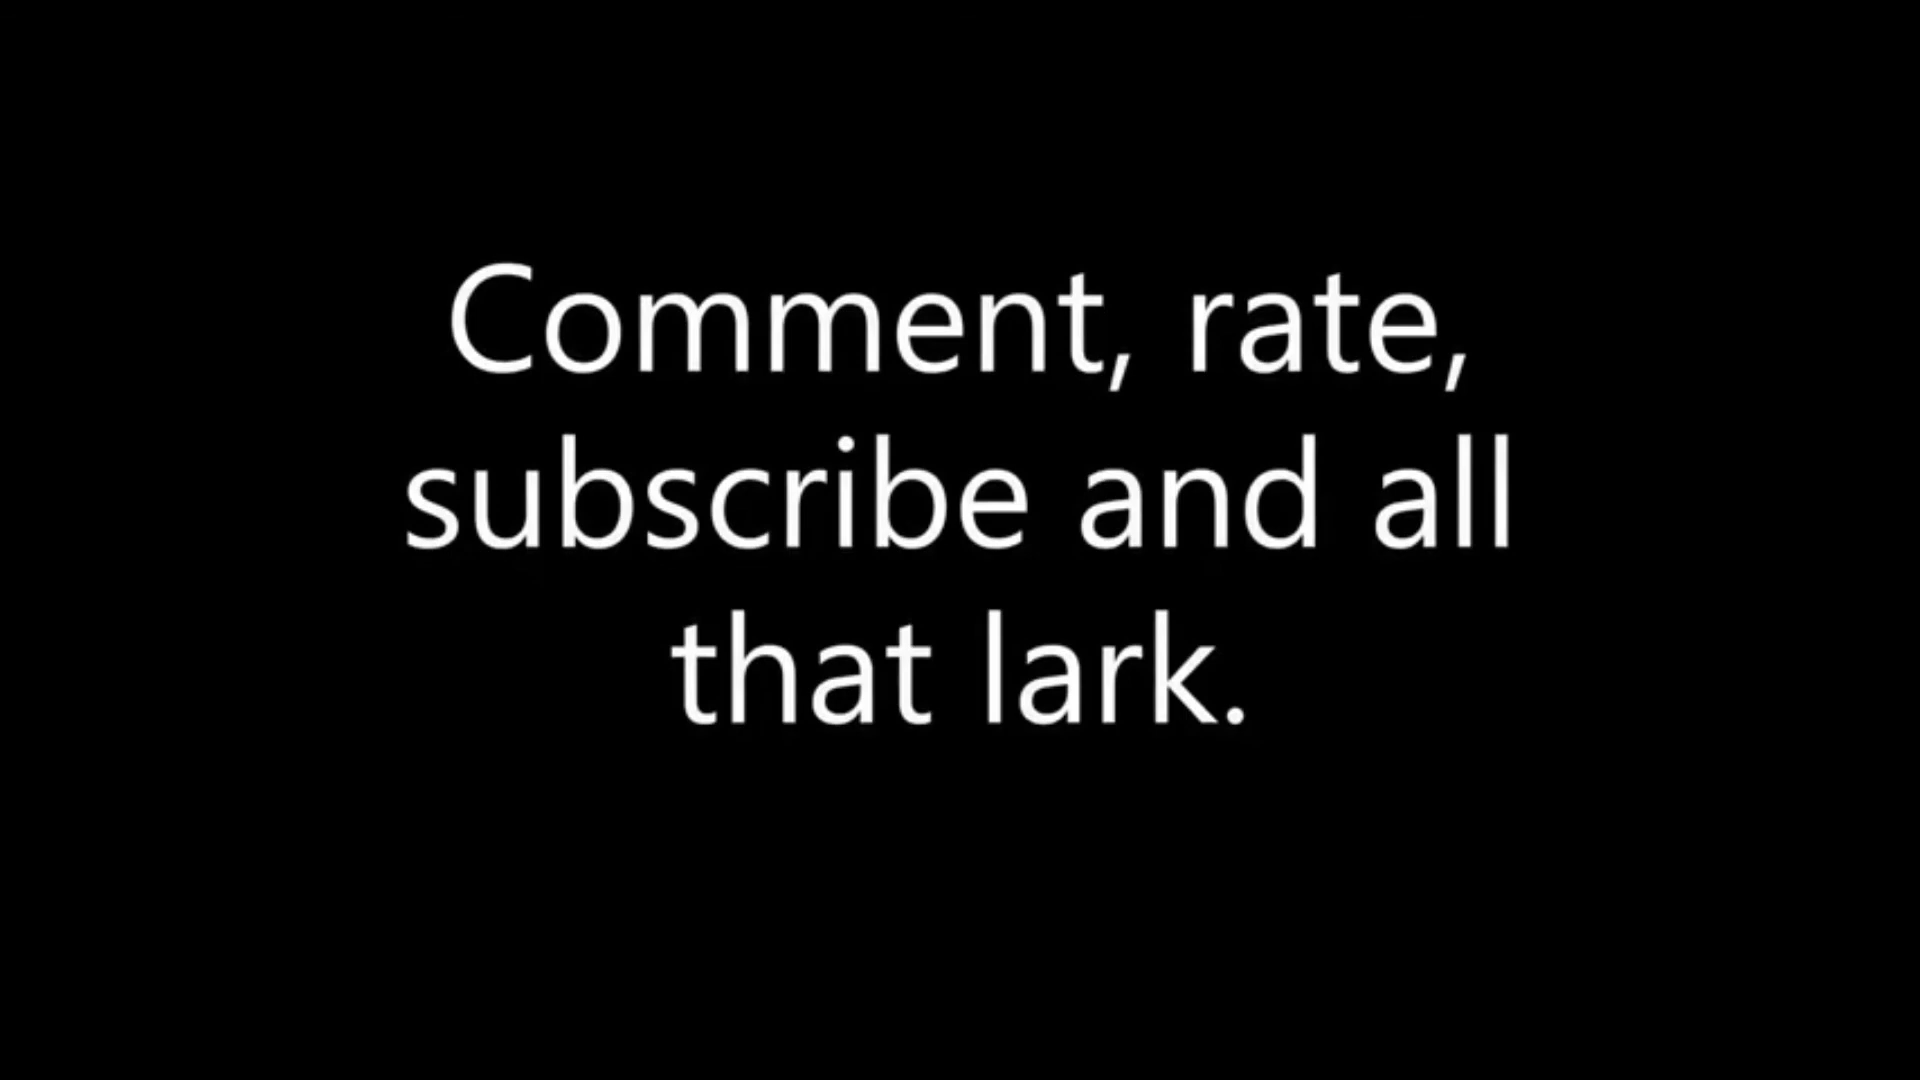 Comment, rate,
subscribe and all
that lark.